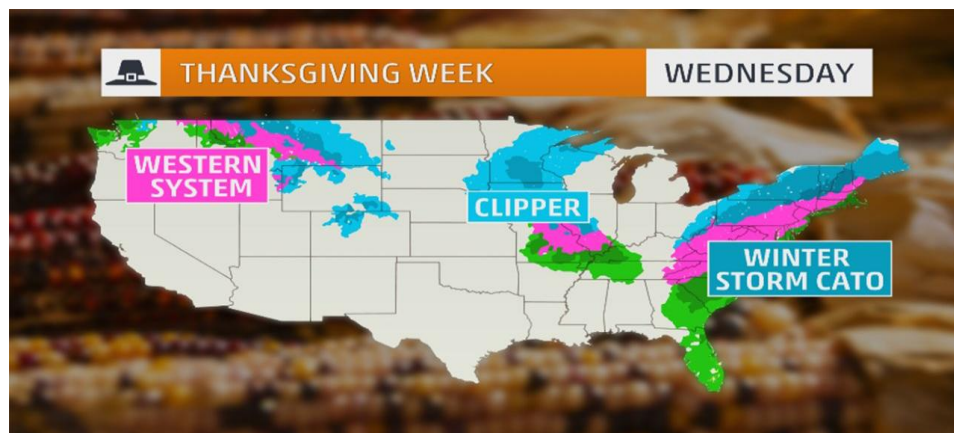 THANKSGIVING WEEK
WEDNESDAY
WESTERN
SYSTEM
CLIPPER
WINTER
STORM CATO